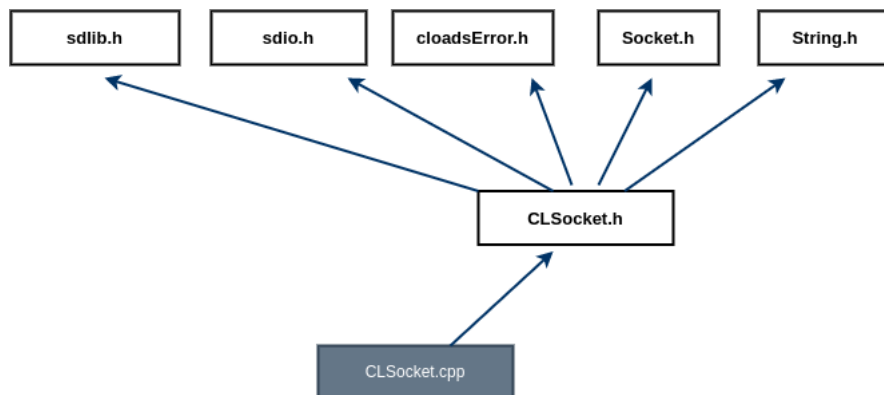 sdlib.h
sdio.h
cloadsError.h
Socket.h
String.h
CLSocket.h
CLSocket.cpp